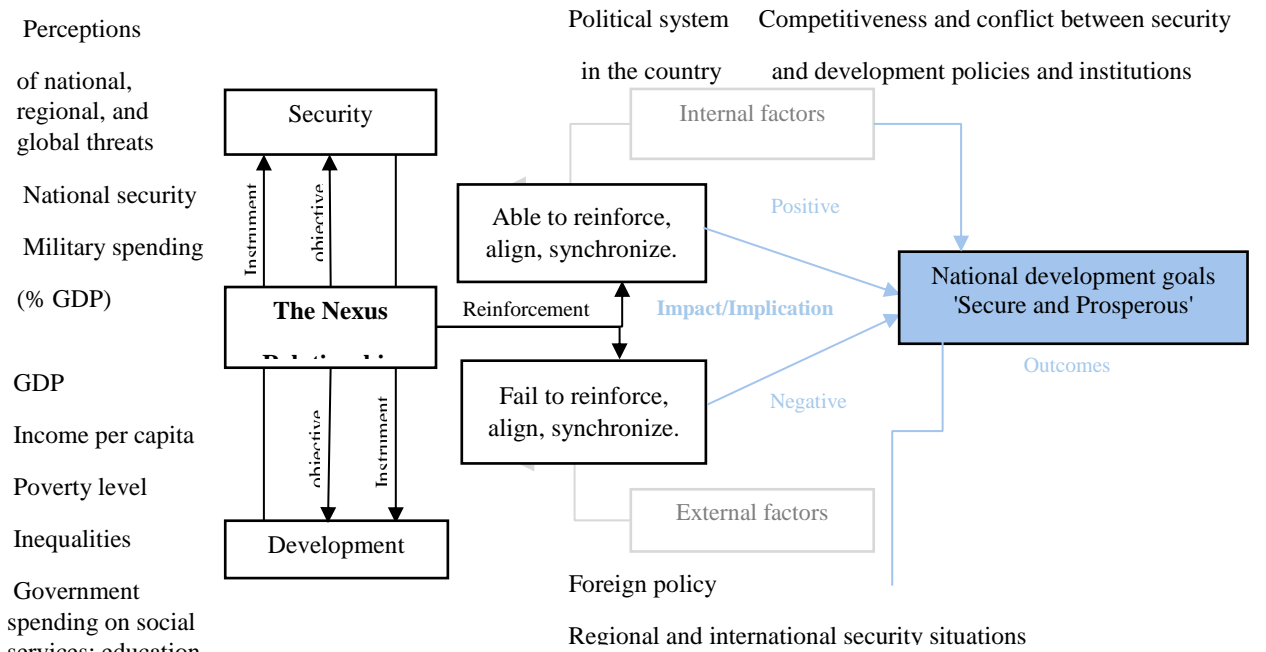 Perceptions
of national,
regional, and
global threats
National security
Military spending
(% GDP)
GDP
Income per capita
Poverty level
Inequalities
Government
spending on social
services: education
Security
Instrument
objective
The Nexus
Relationship
objective
Instrument
Development
Reinforcement
Able to reinforce,
align, synchronize.
Fail to reinforce,
align, synchronize.
Political system
in the country
Competitiveness and conflict between security
and development policies and institutions
Internal factors
Positive
Impact/Implication
Negative
National development goals
'Secure and Prosperous'
Outcomes
External factors
Foreign policy
Regional and international security situations